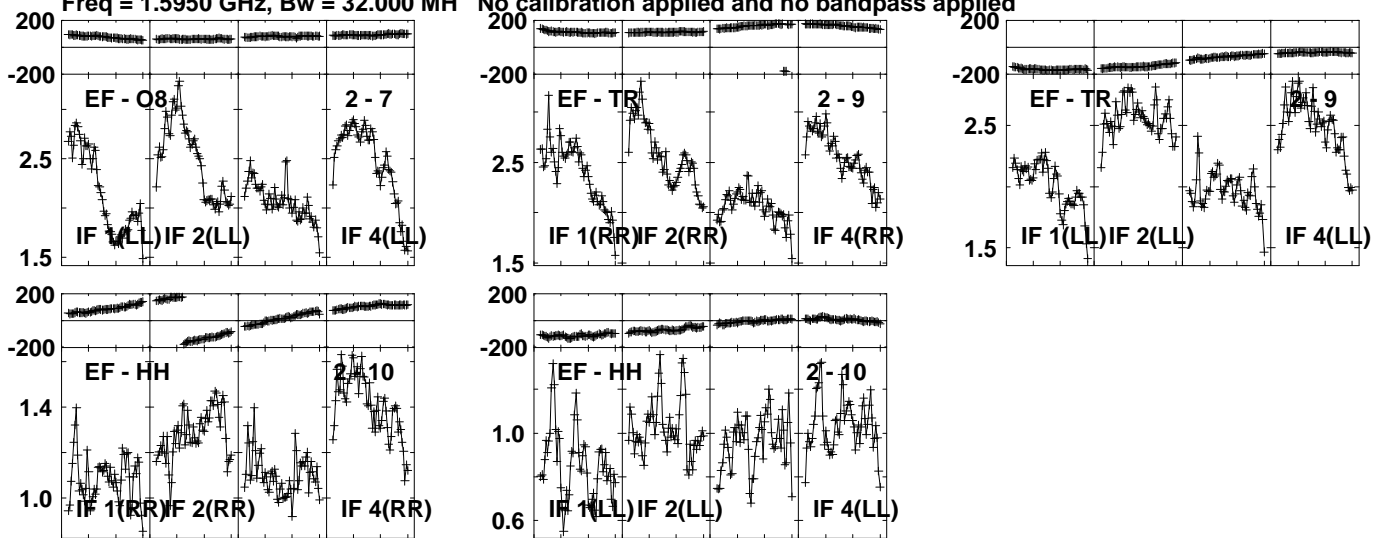 Freq = 1.5950 GHz, Bw = 32.000 MH No calibration applied and no bandpass applied
200
-200
EF - O8 2 - 7
2.5
1.5
IF 1(LL) IF 2(LL) IF 4(LL)
200
-200
EF - TR 2 - 9
2.5
1.5
IF 1(RR) IF 2(RR) IF 4(RR)
200
-200
EF - TR 2 - 9
2.5
1.5
IF 1(LL) IF 2(LL) IF 4(LL)
200
-200
EF - HH 2 - 10
1.4
1.0
IF 1(RR) IF 2(RR) IF 4(RR)
200
-200
EF - HH 2 - 10
1.0
0.6
IF 1(LL) IF 2(LL) IF 4(LL)